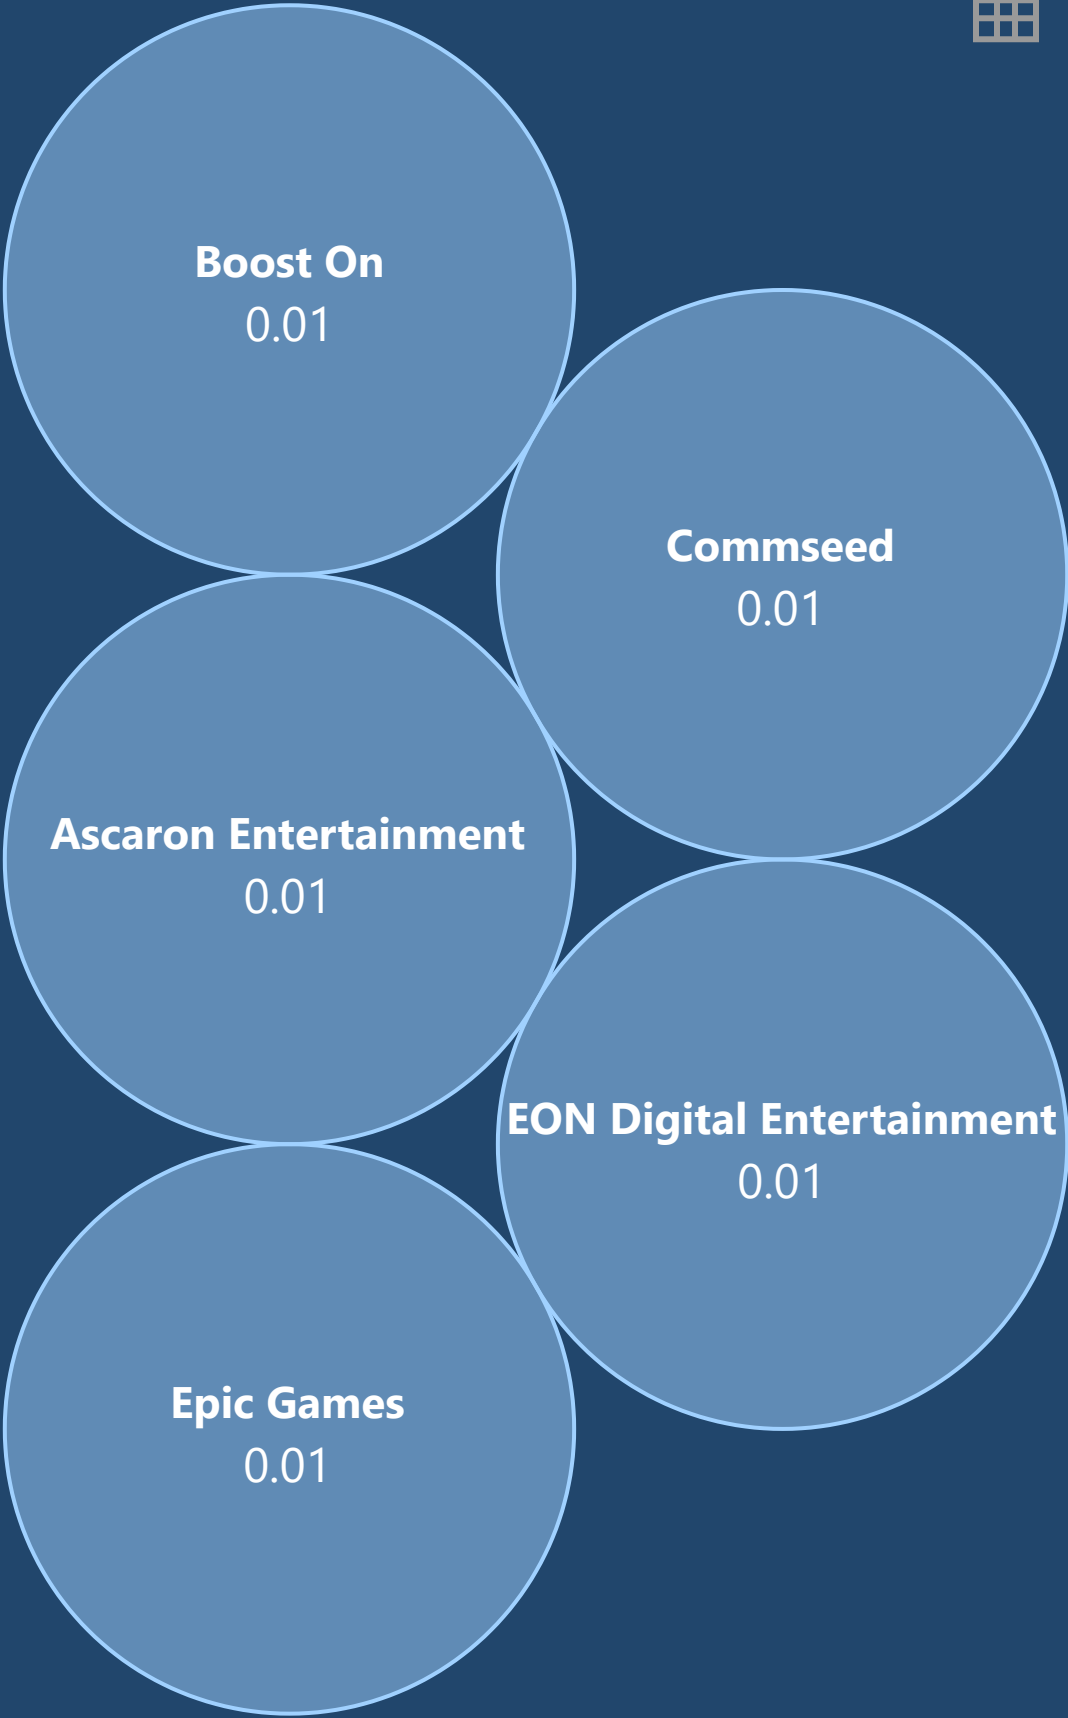 Boost On
0.01
Commseed
0.01
Ascaron Entertainment
0.01
EON Digital Entertainment
0.01
Epic Games
0.01